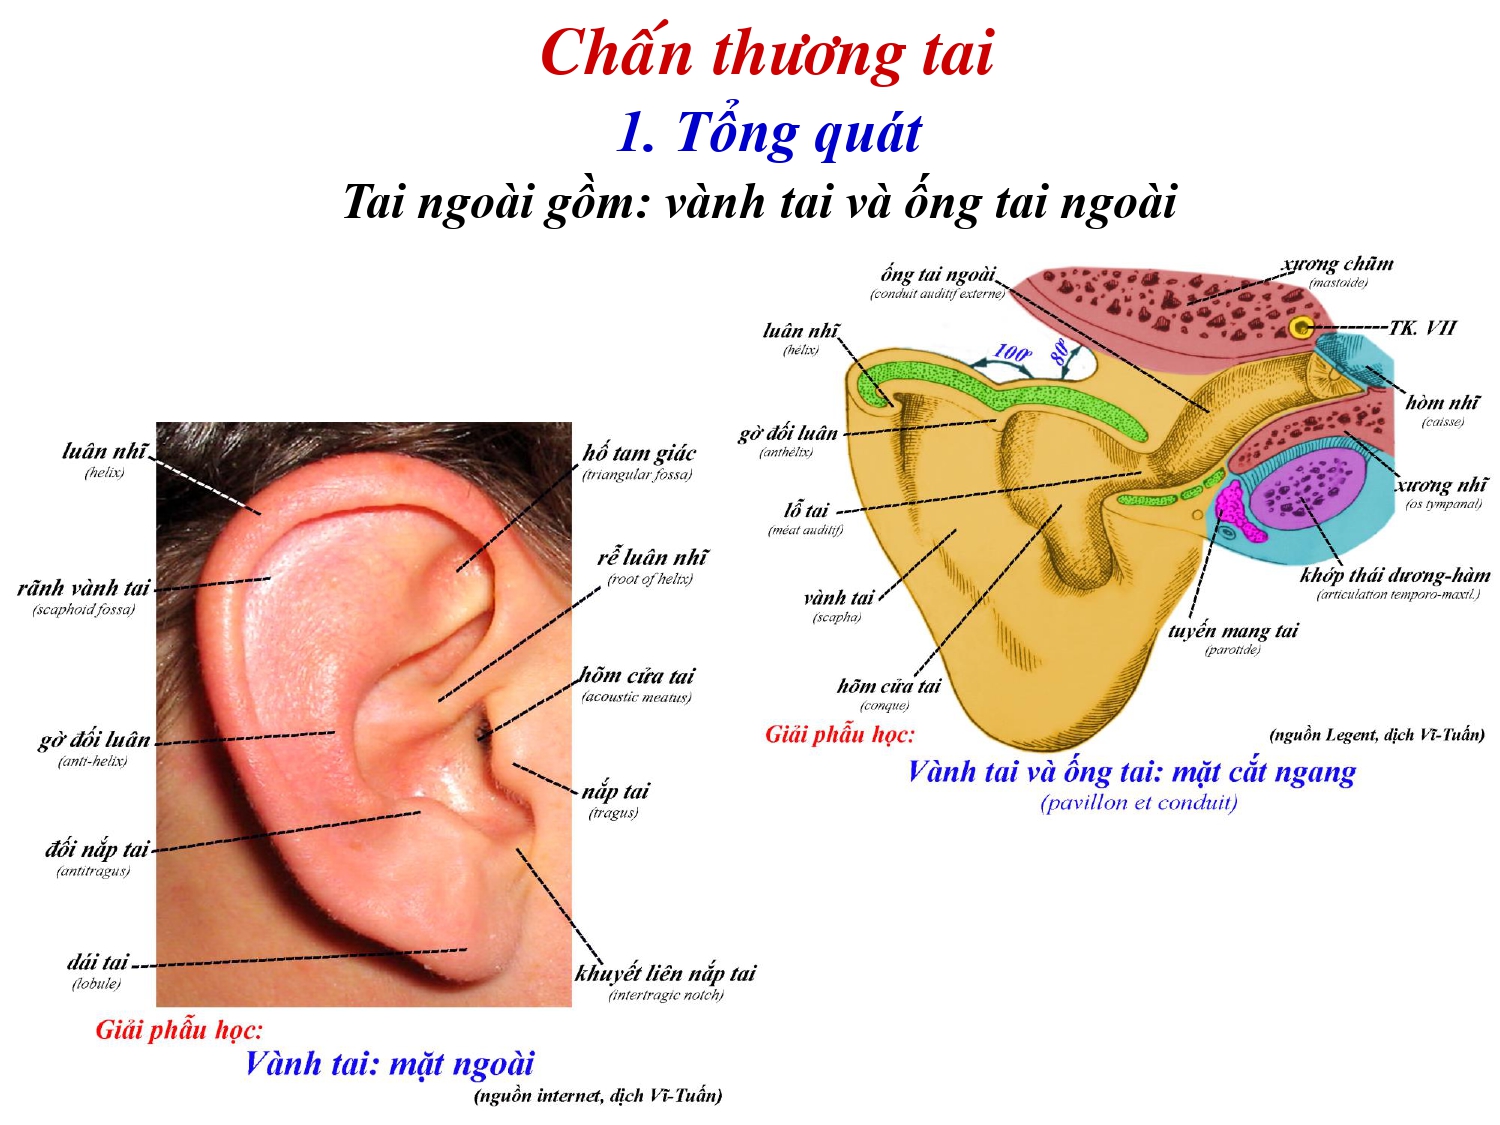 Chấn thương tai
1. Tổng quát
Tai ngoài gồm: vành tai và ống tai ngoài
luân nhĩ
(helix)
rãnh vành tai
(scaphoid fossa)
gờ đối luân
(anti-helix)
đối nắp tai
(antitragus)
dái tai
(lobule)
hố tam giác
(triangular fossa)
rễ luân nhĩ
(root of helix)
hõm cửa tai
(acoustic meatus)
nắp tai
(tragus)
khuyết liên nắp tai
(intertragic notch)
Giải phẫu học:
Vành tai: mặt ngoài
(nguồn internet, dịch Vĩ-Tuấn)
ống tai ngoài
(conduit auditif externe)
luân nhĩ
(hélix)
gờ đối luân
(anthélix)
lỗ tai
(méat auditif)
vành tai
(scapha)
hõm cửa tai
(conque)
100º
80º
xương chũm
(mastoide)
TK. VII
hòm nhĩ
(caisse)
xương nhĩ
(os tympanal)
khớp thái dương-hàm
(articulation temporo-maxil.)
tuyến mang tai
(parotide)
Giải phẫu học:
(nguồn Legent, dịch Vĩ-Tuấn)
Vành tai và ống tai: mặt cắt ngang
(pavillon et conduit)